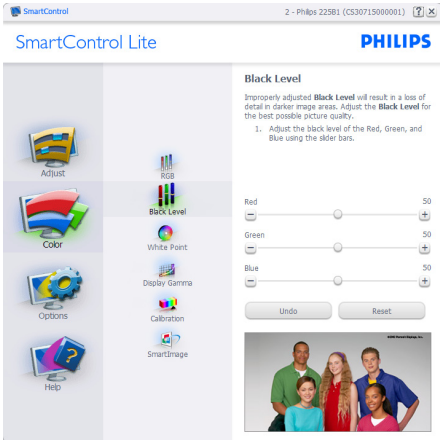 SmartControl
2 - Philips 225B1 (CS30715000001)
?
SmartControl Lite
PHILIPS
Adjust
Color
Options
Help
RGB
Black Level
White Point
Display Gamma
Calibration
SmartImage
Black Level
Improperly adjusted Black Level will result in a loss of
detail in darker image areas. Adjust the Black Level for
the best possible picture quality.
1. Adjust the black level of the Red, Green, and
Blue using the slider bars.
Red 50
Green 50
Blue 50
Undo Reset